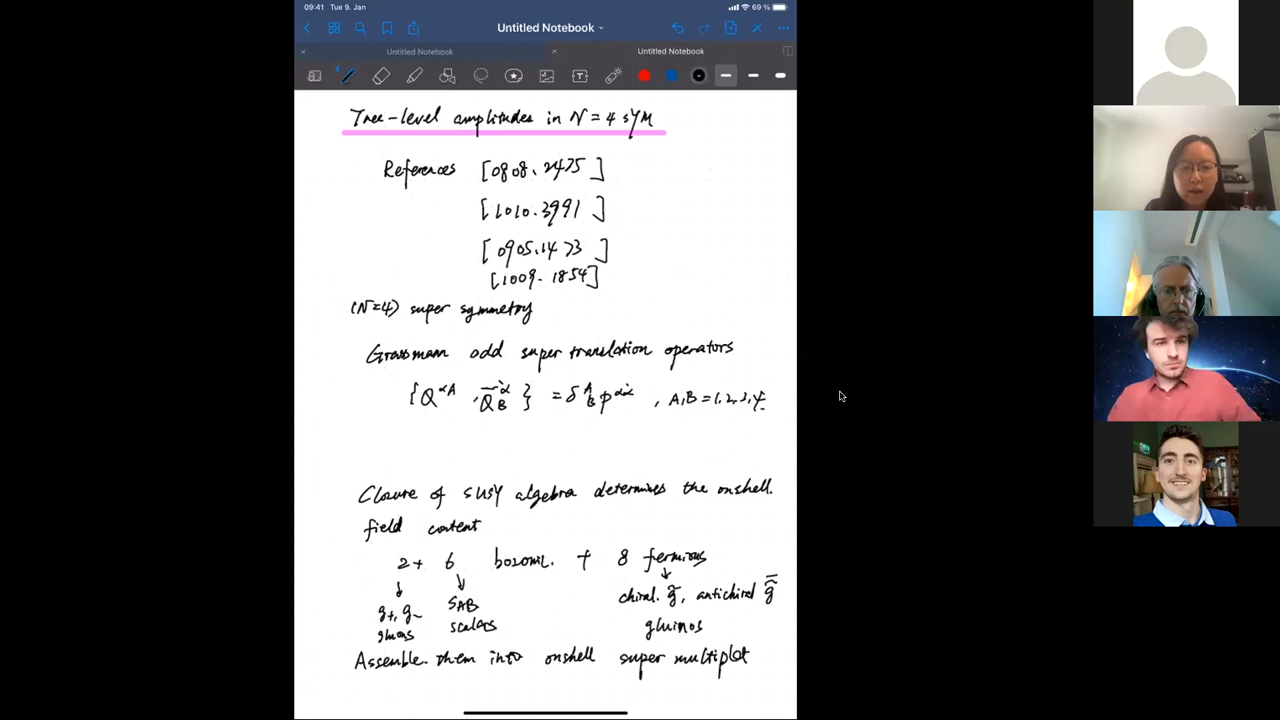 09:41 Tue 9. Jan
69 %
Untitled Notebook
Untitled Notebook
Untitled Notebook
Tree-level amplitudes in N=4 SYM
References [0808.2475]
[1010.3991]
[0905.1473]
[1009.1854]
(N=4) super symmetry
Grassmann odd super translation operators
{Q^{αA}, Q̄^{α̇}_B} = δ^A_B p^{αα̇}, A,B=1,2,3,4
Closure of SUSY algebra determines the onshell.
field content
2+ 6 bosonic. + 8 fermions
↓ ↓ ↓
g+, g- S_{AB} chiral. g̃, antichiral g̃̄
gluons scalars gluinos
Assemble them into onshell super multiplet